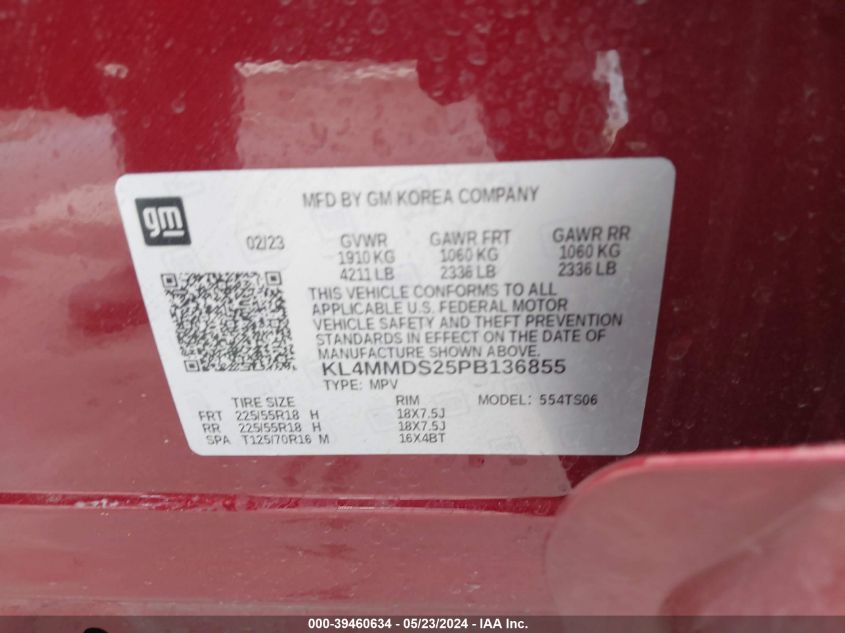 gm
MFD BY GM KOREA COMPANY
02/23 GVWR GAWR FRT GAWR RR
1910 KG 1060 KG 1060 KG
4211 LB 2336 LB 2336 LB
THIS VEHICLE CONFORMS TO ALL
APPLICABLE U.S. FEDERAL MOTOR
VEHICLE SAFETY AND THEFT PREVENTION
STANDARDS IN EFFECT ON THE DATE OF
MANUFACTURE SHOWN ABOVE.
KL4MMDS25PB136855
TYPE: MPV
TIRE SIZE RIM MODEL: 554TS06
FRT 225/55R18 H 18X7.5J
RR 225/55R18 H 18X7.5J
SPA T125/70R16 M 16X4BT
000-39460634 - 05/23/2024 - IAA Inc.